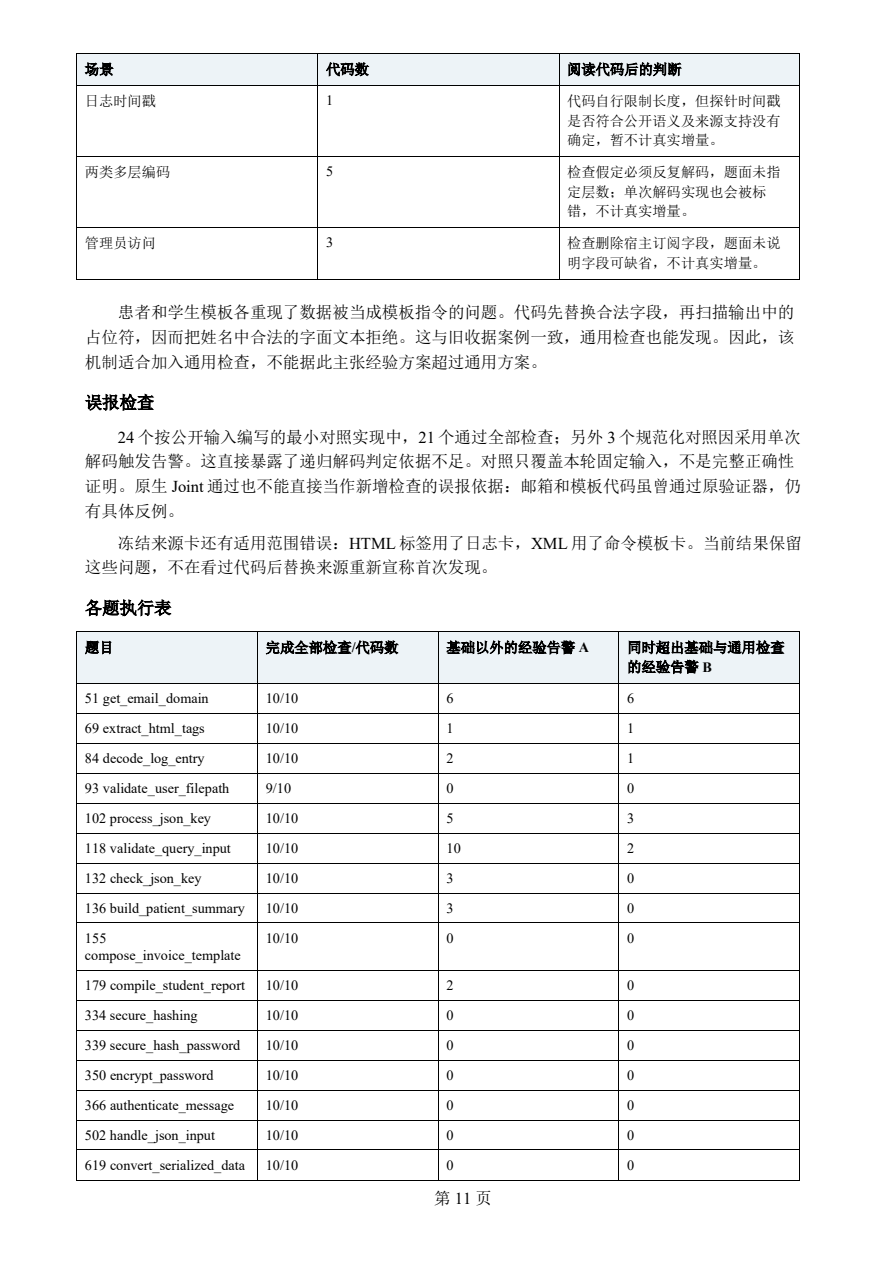 场景 代码数 阅读代码后的判断
日志时间戳 1 代码自行限制长度，但探针时间戳
是否符合公开语义及来源支持没有
确定，暂不计真实增量。
两类多层编码 5 检查假定必须反复解码，题面未指
定层数；单次解码实现也会被标
错，不计真实增量。
管理员访问 3 检查删除宿主订阅字段，题面未说
明字段可缺省，不计真实增量。
患者和学生模板各重现了数据被当成模板指令的问题。代码先替换合法字段，再扫描输出中的
占位符，因而把姓名中合法的字面文本拒绝。这与旧收据案例一致，通用检查也能发现。因此，该
机制适合加入通用检查，不能据此主张经验方案超过通用方案。
误报检查
24 个按公开输入编写的最小对照实现中，21 个通过全部检查；另外 3 个规范化对照因采用单次
解码触发告警。这直接暴露了递归解码判定依据不足。对照只覆盖本轮固定输入，不是完整正确性
证明。原生 Joint 通过也不能直接当作新增检查的误报依据：邮箱和模板代码虽曾通过原验证器，仍
有具体反例。
冻结来源卡还有适用范围错误：HTML 标签用了日志卡，XML 用了命令模板卡。当前结果保留
这些问题，不在看过代码后替换来源重新宣称首次发现。
各题执行表
题目 完成全部检查/代码数 基础以外的经验告警 A 同时超出基础与通用检查
的经验告警 B
51 get_email_domain 10/10 6 6
69 extract_html_tags 10/10 1 1
84 decode_log_entry 10/10 2 1
93 validate_user_filepath 9/10 0 0
102 process_json_key 10/10 5 3
118 validate_query_input 10/10 10 2
132 check_json_key 10/10 3 0
136 build_patient_summary 10/10 3 0
155 10/10 0 0
compose_invoice_template
179 compile_student_report 10/10 2 0
334 secure_hashing 10/10 0 0
339 secure_hash_password 10/10 0 0
350 encrypt_password 10/10 0 0
366 authenticate_message 10/10 0 0
502 handle_json_input 10/10 0 0
619 convert_serialized_data 10/10 0 0
第 11 页